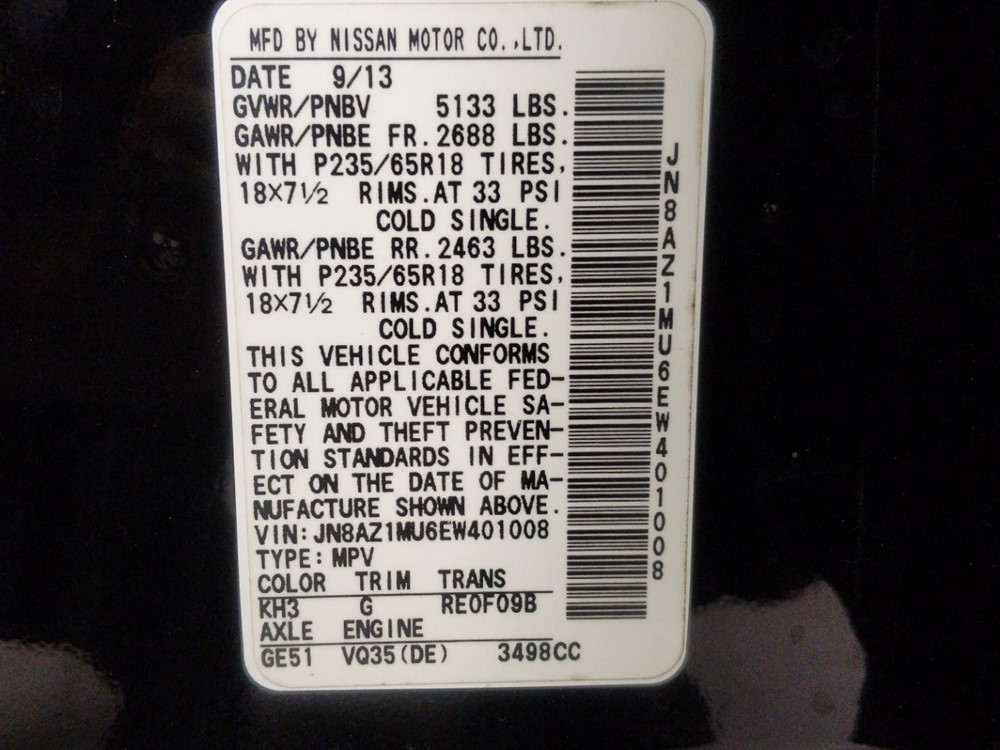 MFD BY NISSAN MOTOR CO.,LTD.
DATE 9/13
GVWR/PNBV 5133 LBS.
GAWR/PNBE FR.2688 LBS.
WITH P235/65R18 TIRES,
18×7½ RIMS.AT 33 PSI
COLD SINGLE.
GAWR/PNBE RR.2463 LBS.
WITH P235/65R18 TIRES,
18×7½ RIMS.AT 33 PSI
COLD SINGLE.
THIS VEHICLE CONFORMS
TO ALL APPLICABLE FED-
ERAL MOTOR VEHICLE SA-
FETY AND THEFT PREVEN-
TION STANDARDS IN EFF-
ECT ON THE DATE OF MA-
NUFACTURE SHOWN ABOVE.
VIN:JN8AZ1MU6EW401008
TYPE:MPV
COLOR TRIM TRANS
KH3 G RE0F09B
AXLE ENGINE
GE51 VQ35(DE) 3498CC
JN8AZ1MU6EW401008